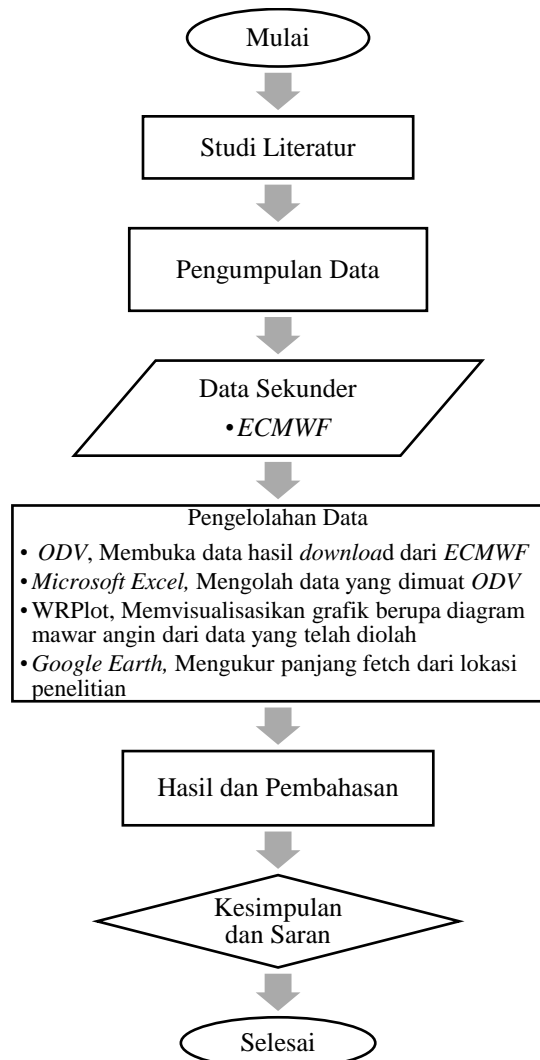 Mulai
Studi Literatur
Pengumpulan Data
Data Sekunder
•ECMWF
Pengelolahan Data
• ODV, Membuka data hasil download dari ECMWF
•Microsoft Excel, Mengolah data yang dimuat ODV
•WRPlot, Memvisualisasikan grafik berupa diagram
mawar angin dari data yang telah diolah
•Google Earth, Mengukur panjang fetch dari lokasi
penelitian
Hasil dan Pembahasan
Kesimpulan
dan Saran
Selesai